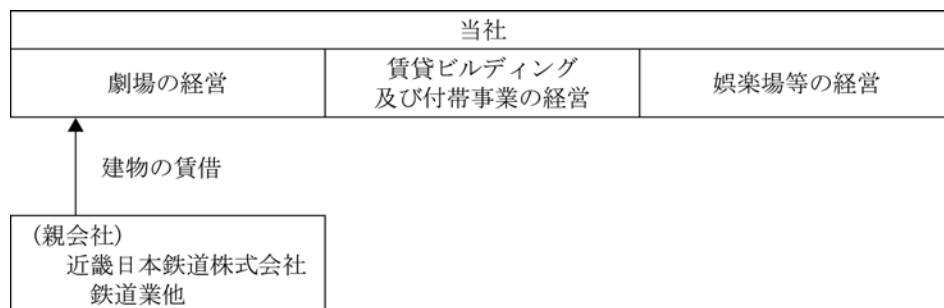 当社
劇場の経営
賃貸ビルディング
及び付帯事業の経営
娯楽場等の経営
建物の賃借
(親会社)
近畿日本鉄道株式会社
鉄道業他